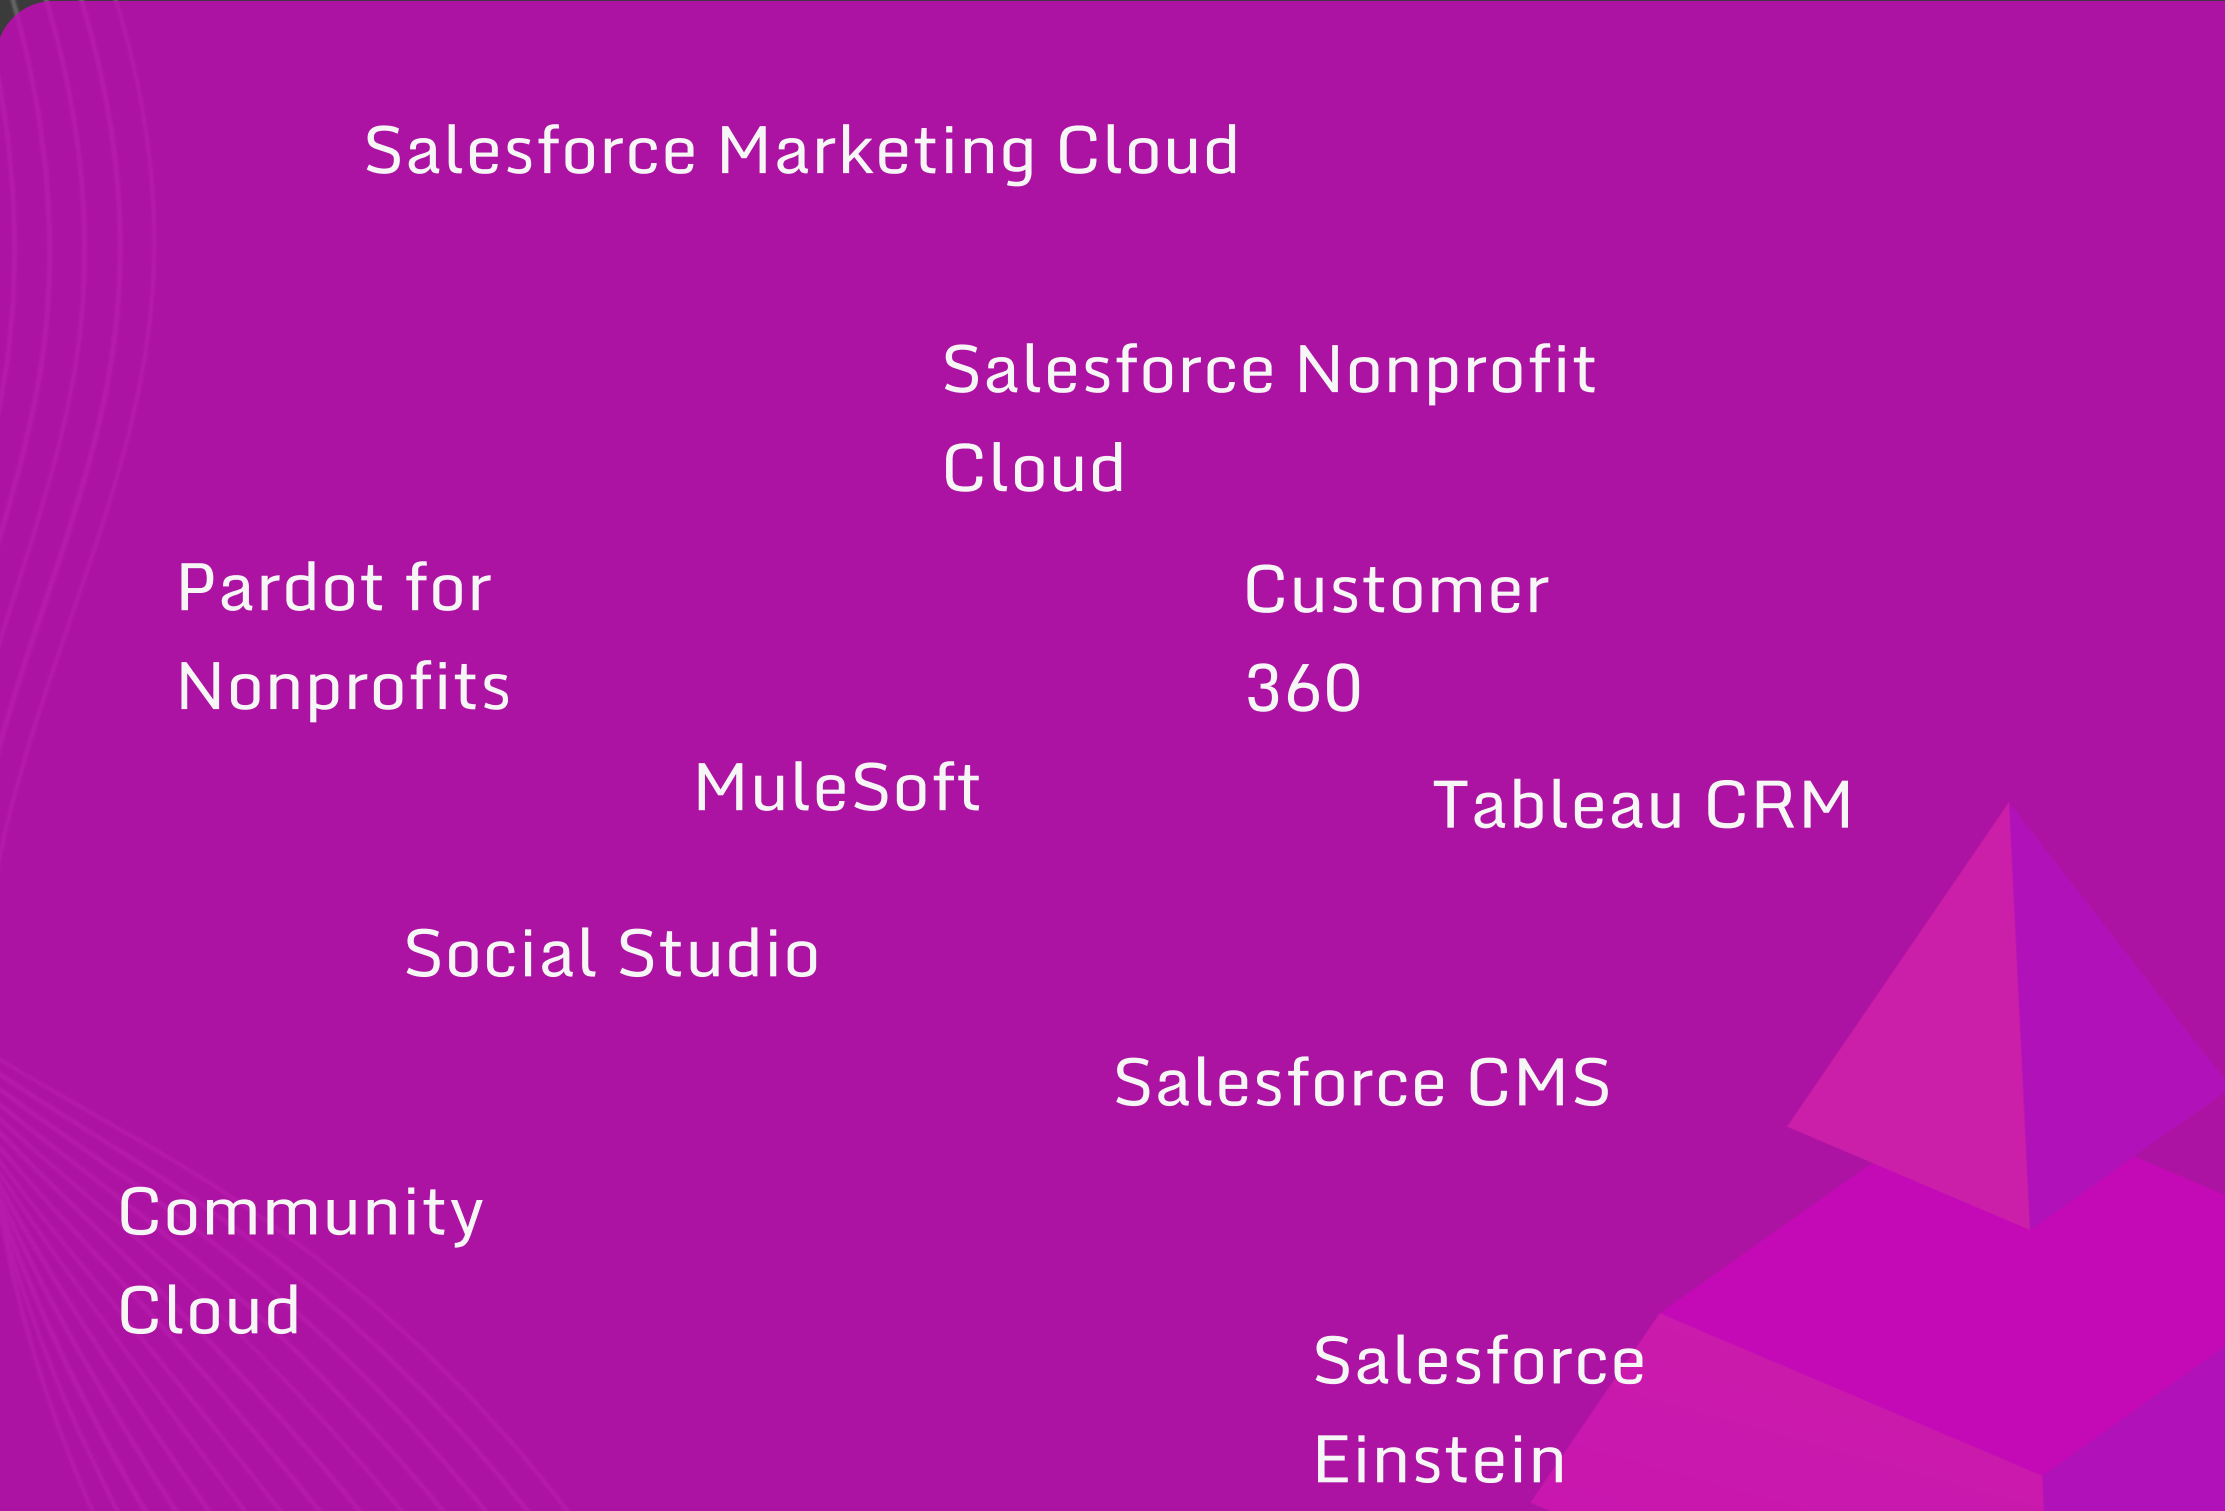 Salesforce Marketing Cloud
Salesforce Nonprofit
Cloud
Pardot for
Nonprofits
Customer
360
MuleSoft
Tableau CRM
Social Studio
Salesforce CMS
Community
Cloud
Salesforce
Einstein